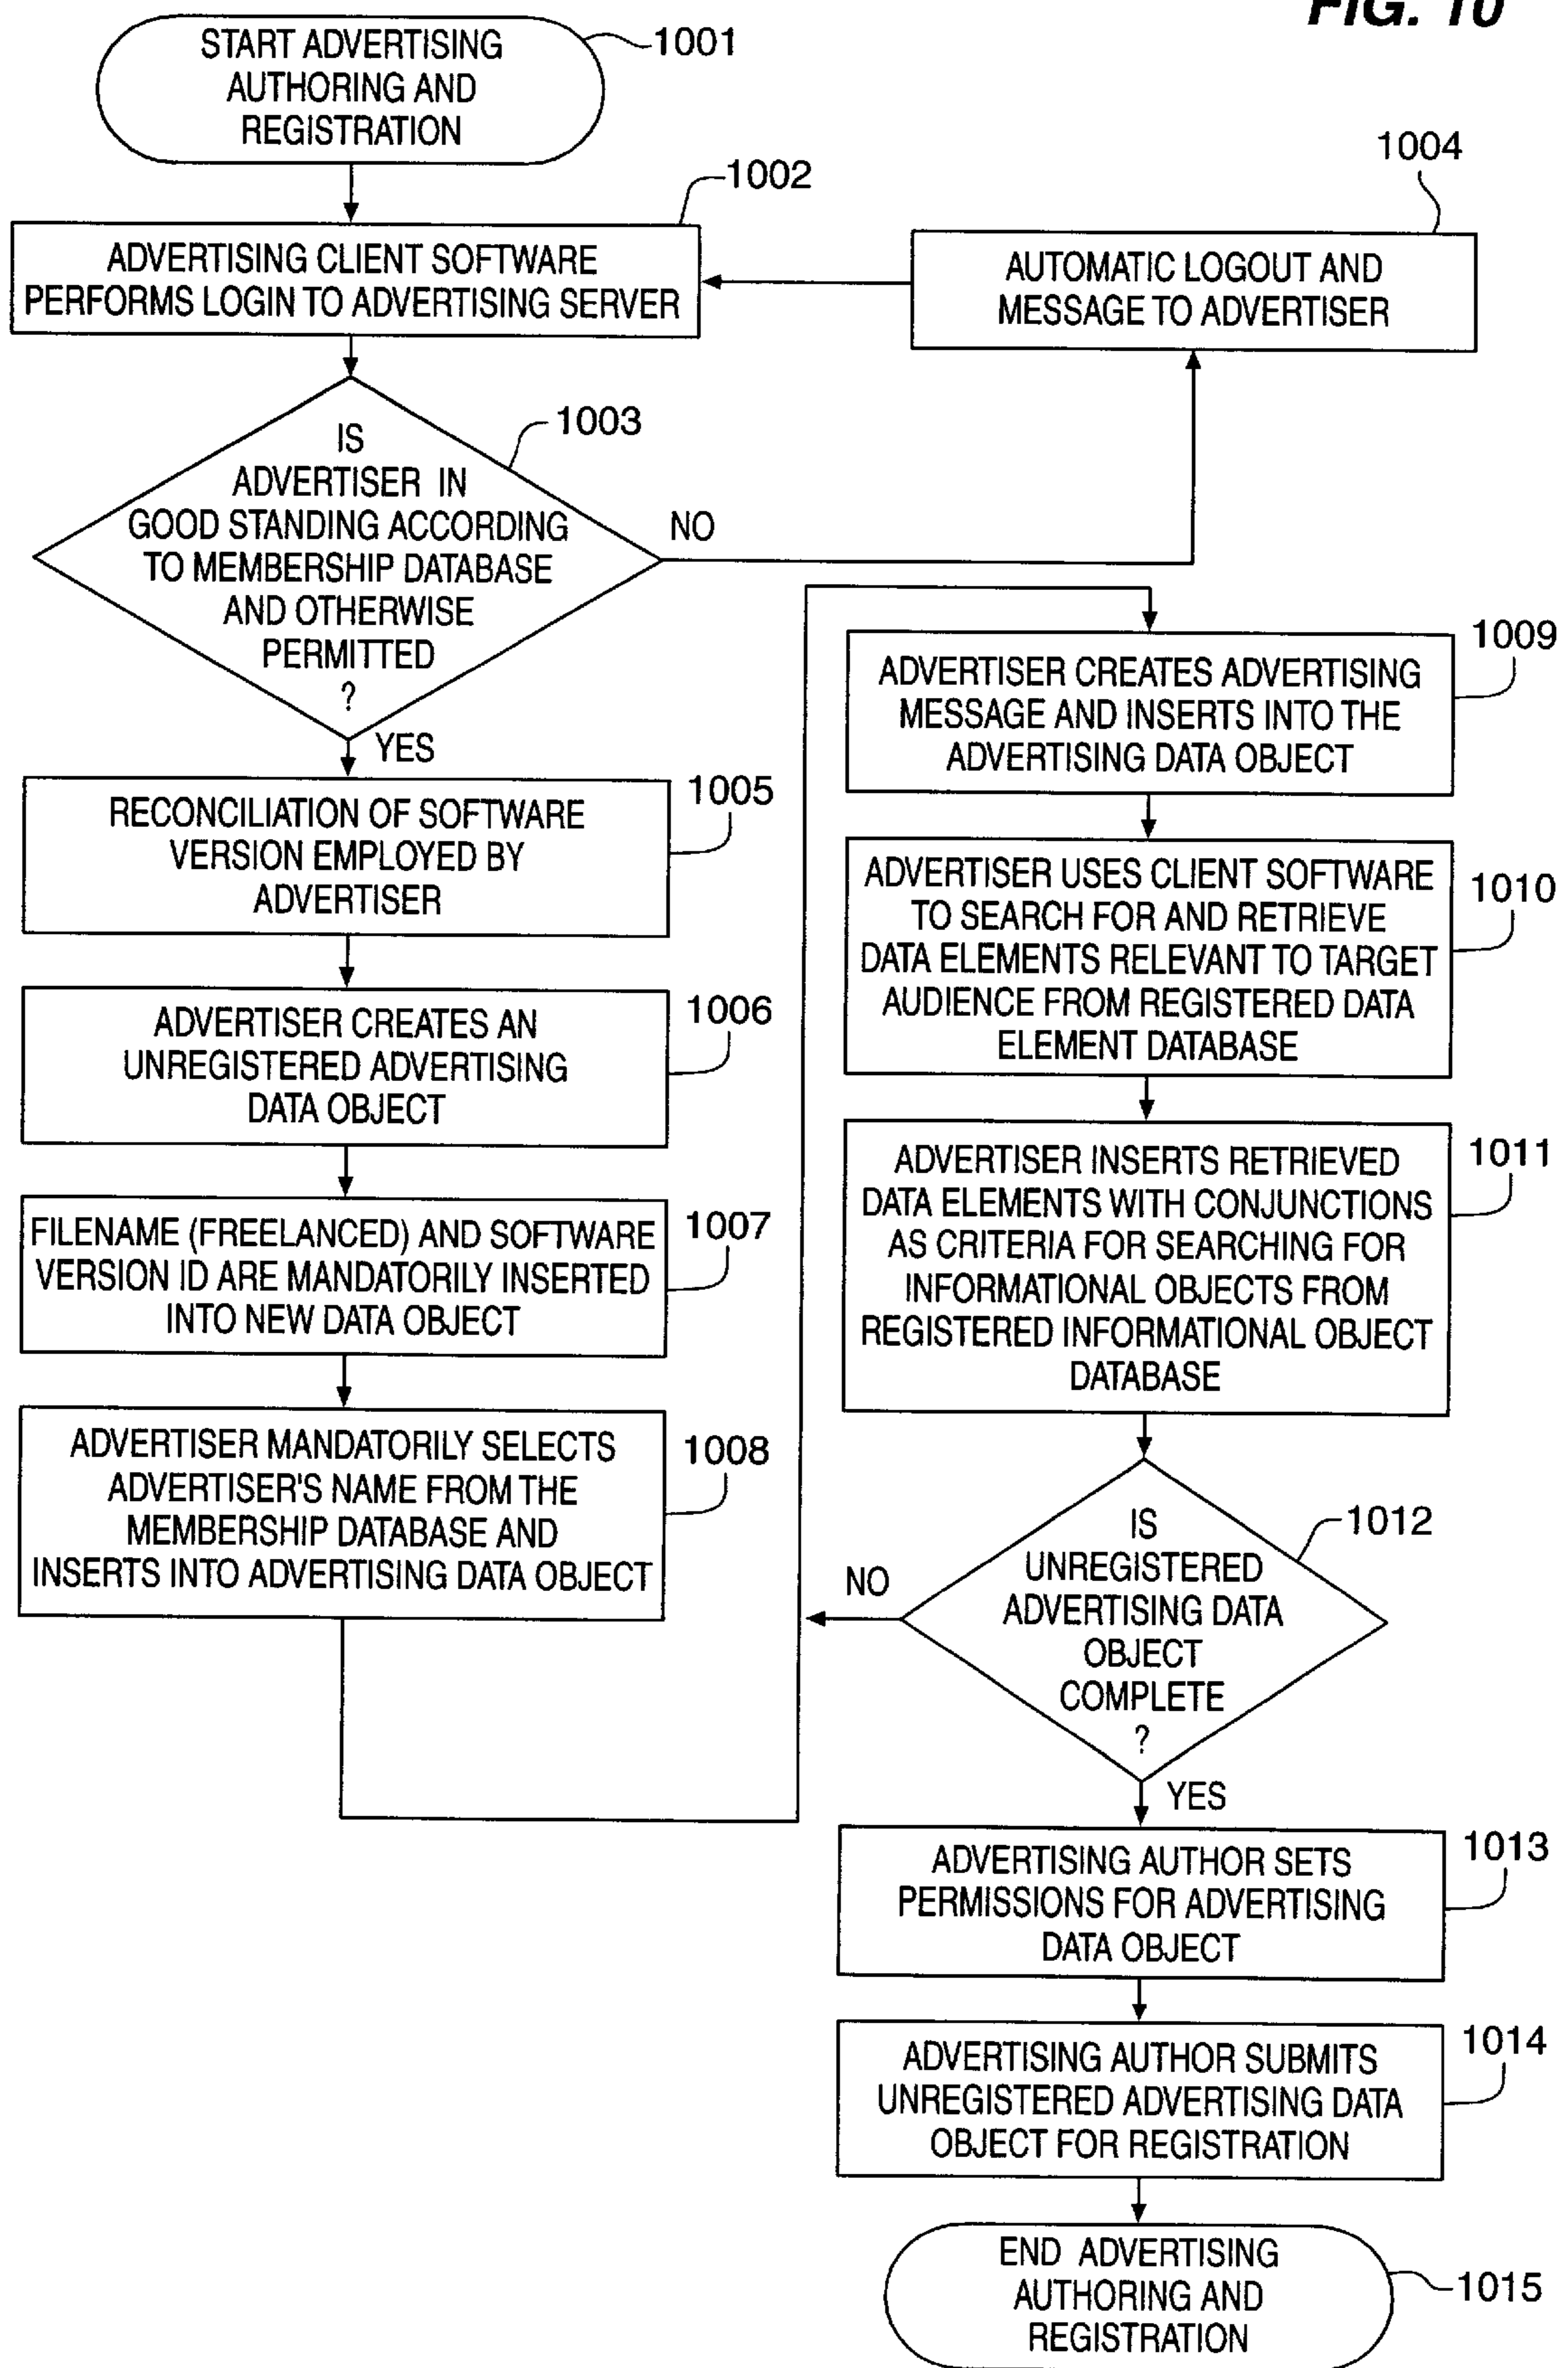 FIG. 10
START ADVERTISING
AUTHORING AND
REGISTRATION
1001
1002
ADVERTISING CLIENT SOFTWARE
PERFORMS LOGIN TO ADVERTISING SERVER
1004
AUTOMATIC LOGOUT AND
MESSAGE TO ADVERTISER
1003
IS
ADVERTISER IN
GOOD STANDING ACCORDING
TO MEMBERSHIP DATABASE
AND OTHERWISE
PERMITTED
?
NO
YES
1005
RECONCILIATION OF SOFTWARE
VERSION EMPLOYED BY
ADVERTISER
1006
ADVERTISER CREATES AN
UNREGISTERED ADVERTISING
DATA OBJECT
1007
FILENAME (FREELANCED) AND SOFTWARE
VERSION ID ARE MANDATORILY INSERTED
INTO NEW DATA OBJECT
1008
ADVERTISER MANDATORILY SELECTS
ADVERTISER'S NAME FROM THE
MEMBERSHIP DATABASE AND
INSERTS INTO ADVERTISING DATA OBJECT
1009
ADVERTISER CREATES ADVERTISING
MESSAGE AND INSERTS INTO THE
ADVERTISING DATA OBJECT
1010
ADVERTISER USES CLIENT SOFTWARE
TO SEARCH FOR AND RETRIEVE
DATA ELEMENTS RELEVANT TO TARGET
AUDIENCE FROM REGISTERED DATA
ELEMENT DATABASE
1011
ADVERTISER INSERTS RETRIEVED
DATA ELEMENTS WITH CONJUNCTIONS
AS CRITERIA FOR SEARCHING FOR
INFORMATIONAL OBJECTS FROM
REGISTERED INFORMATIONAL OBJECT
DATABASE
1012
IS
UNREGISTERED
ADVERTISING DATA
OBJECT
COMPLETE
?
NO
YES
1013
ADVERTISING AUTHOR SETS
PERMISSIONS FOR ADVERTISING
DATA OBJECT
1014
ADVERTISING AUTHOR SUBMITS
UNREGISTERED ADVERTISING DATA
OBJECT FOR REGISTRATION
END ADVERTISING
AUTHORING AND
REGISTRATION
1015